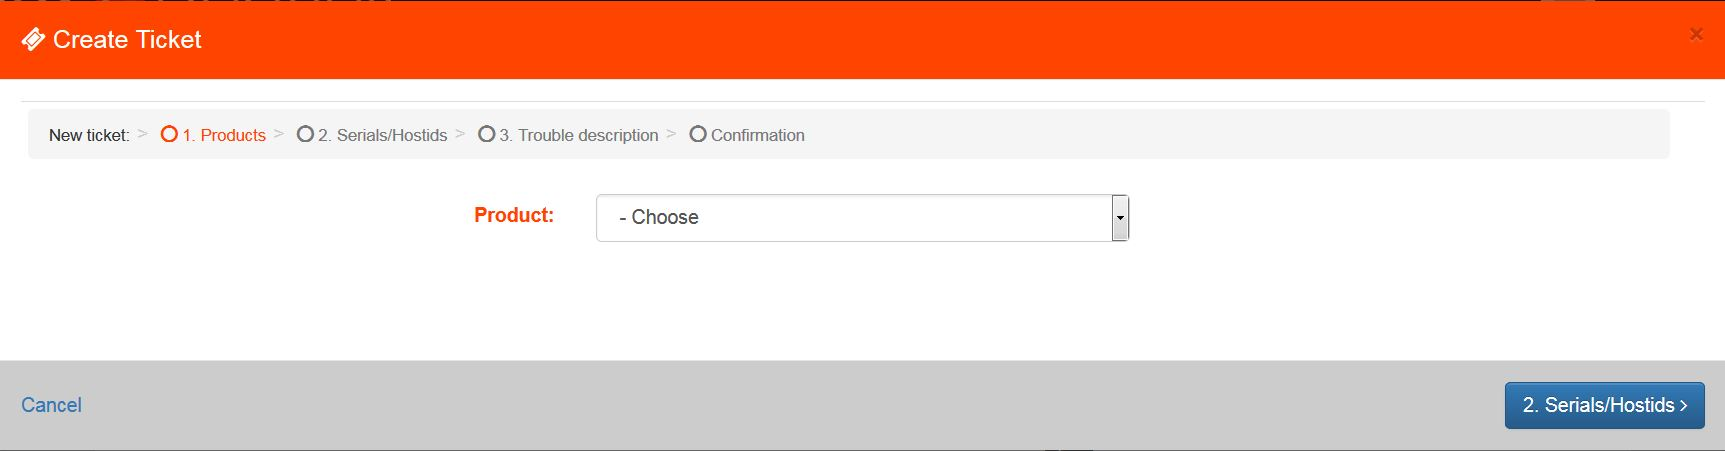 Create Ticket
×
New ticket: > 1. Products > 2. Serials/Hostids > 3. Trouble description > Confirmation
Product: - Choose
Cancel 2. Serials/Hostids >